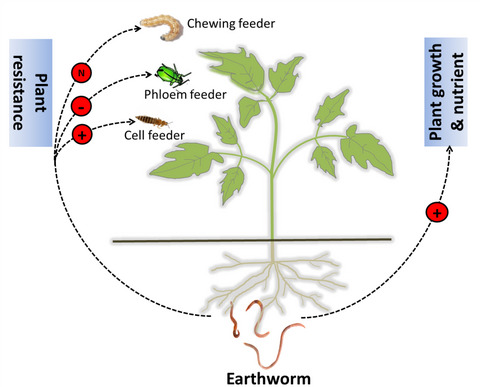 Chewing feeder
Plant
resistance
N
Phloem feeder
-
Cell feeder
+
Plant growth
& nutrient
+
Earthworm